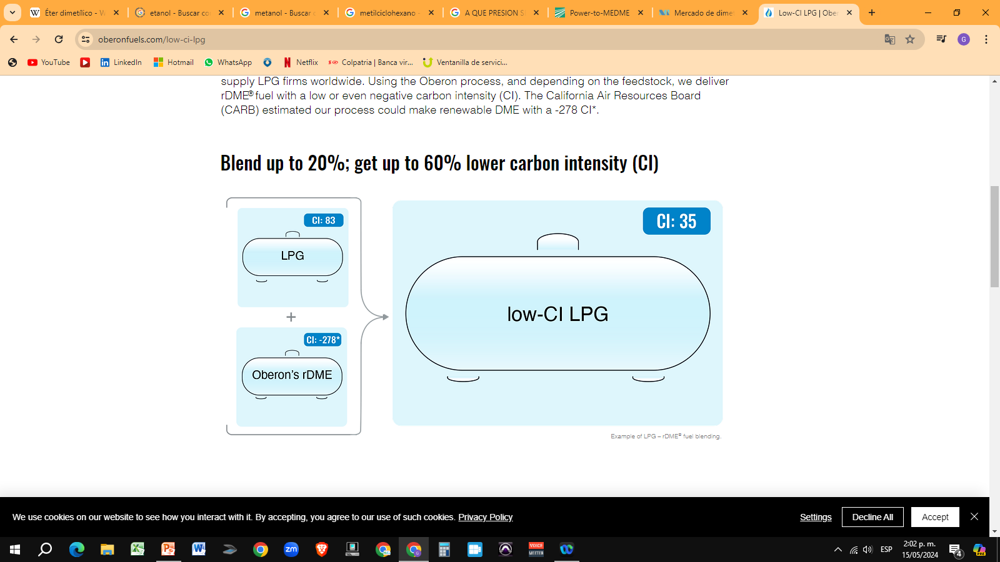 Éter dimetílico - W
etanol - Buscar co
metanol - Buscar c
metilciclohexano -
A QUE PRESION S
Power-to-MEDME
Mercado de dime
Low-CI LPG | Ober
oberonfuels.com/low-ci-lpg
G
YouTube
LinkedIn
Hotmail
WhatsApp
Netflix
Colpatria | Banca vir...
Ventanilla de servici...
supply LPG firms worldwide. Using the Oberon process, and depending on the feedstock, we deliver
rDME® fuel with a low or even negative carbon intensity (CI). The California Air Resources Board
(CARB) estimated our process could make renewable DME with a -278 CI*.
Blend up to 20%; get up to 60% lower carbon intensity (CI)
CI: 83
LPG
+
CI: -278*
Oberon's rDME
CI: 35
low-CI LPG
Example of LPG – rDME® fuel blending.
We use cookies on our website to see how you interact with it. By accepting, you agree to our use of such cookies. Privacy Policy
Settings
Decline All
Accept
zm
VOICE
MEETER
ESP
2:02 p. m.
15/05/2024
4
PRE